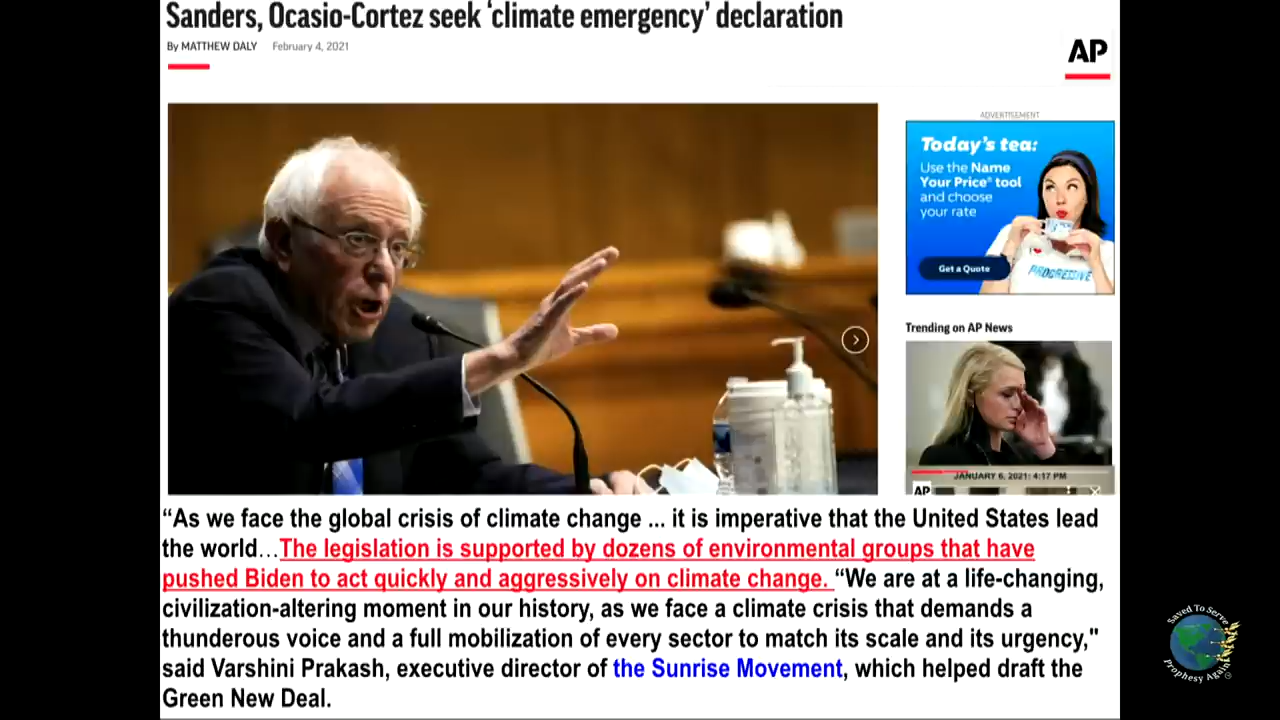 Sanders, Ocasio-Cortez seek ‘climate emergency’ declaration
By MATTHEW DALY February 4, 2021
AP
ADVERTISEMENT
Today's tea:
Use the Name
Your Price® tool
and choose
your rate
Get a Quote
PROGRESSIVE
Trending on AP News
JANUARY 6, 2021: 4:17 PM
AP
“As we face the global crisis of climate change ... it is imperative that the United States lead
the world…The legislation is supported by dozens of environmental groups that have
pushed Biden to act quickly and aggressively on climate change. “We are at a life-changing,
civilization-altering moment in our history, as we face a climate crisis that demands a
thunderous voice and a full mobilization of every sector to match its scale and its urgency,"
said Varshini Prakash, executive director of the Sunrise Movement, which helped draft the
Green New Deal.
Saved To Serve
Prophesy Again